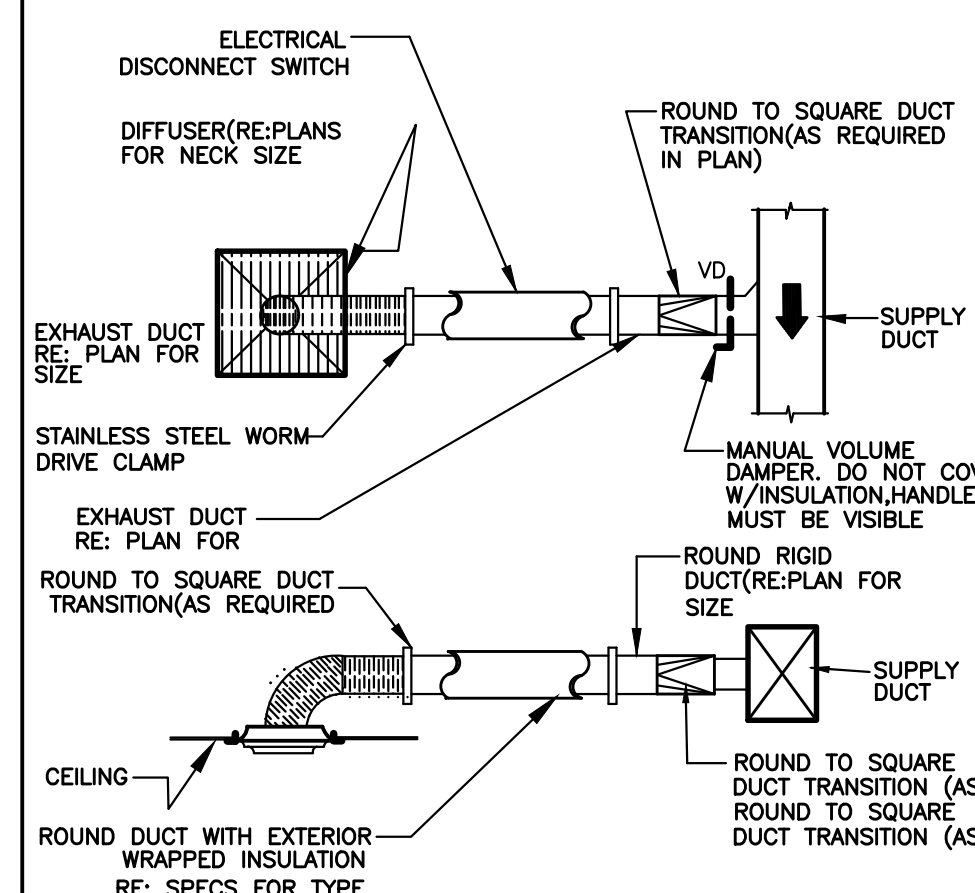 ELECTRICAL
DISCONNECT SWITCH
DIFFUSER(RE:PLANS
FOR NECK SIZE
ROUND TO SQUARE DUCT
TRANSITION(AS REQUIRED
IN PLAN)
VD
EXHAUST DUCT
RE: PLAN FOR
SIZE
SUPPLY
DUCT
STAINLESS STEEL WORM
DRIVE CLAMP
MANUAL VOLUME
DAMPER. DO NOT COV
W/INSULATION,HANDLE
MUST BE VISIBLE
EXHAUST DUCT
RE: PLAN FOR
ROUND TO SQUARE DUCT
TRANSITION(AS REQUIRED
ROUND RIGID
DUCT(RE:PLAN FOR
SIZE
SUPPLY
DUCT
CEILING
ROUND TO SQUARE
DUCT TRANSITION (AS
ROUND TO SQUARE
DUCT TRANSITION (AS
ROUND DUCT WITH EXTERIOR
WRAPPED INSULATION
RE: SPECS FOR TYPE